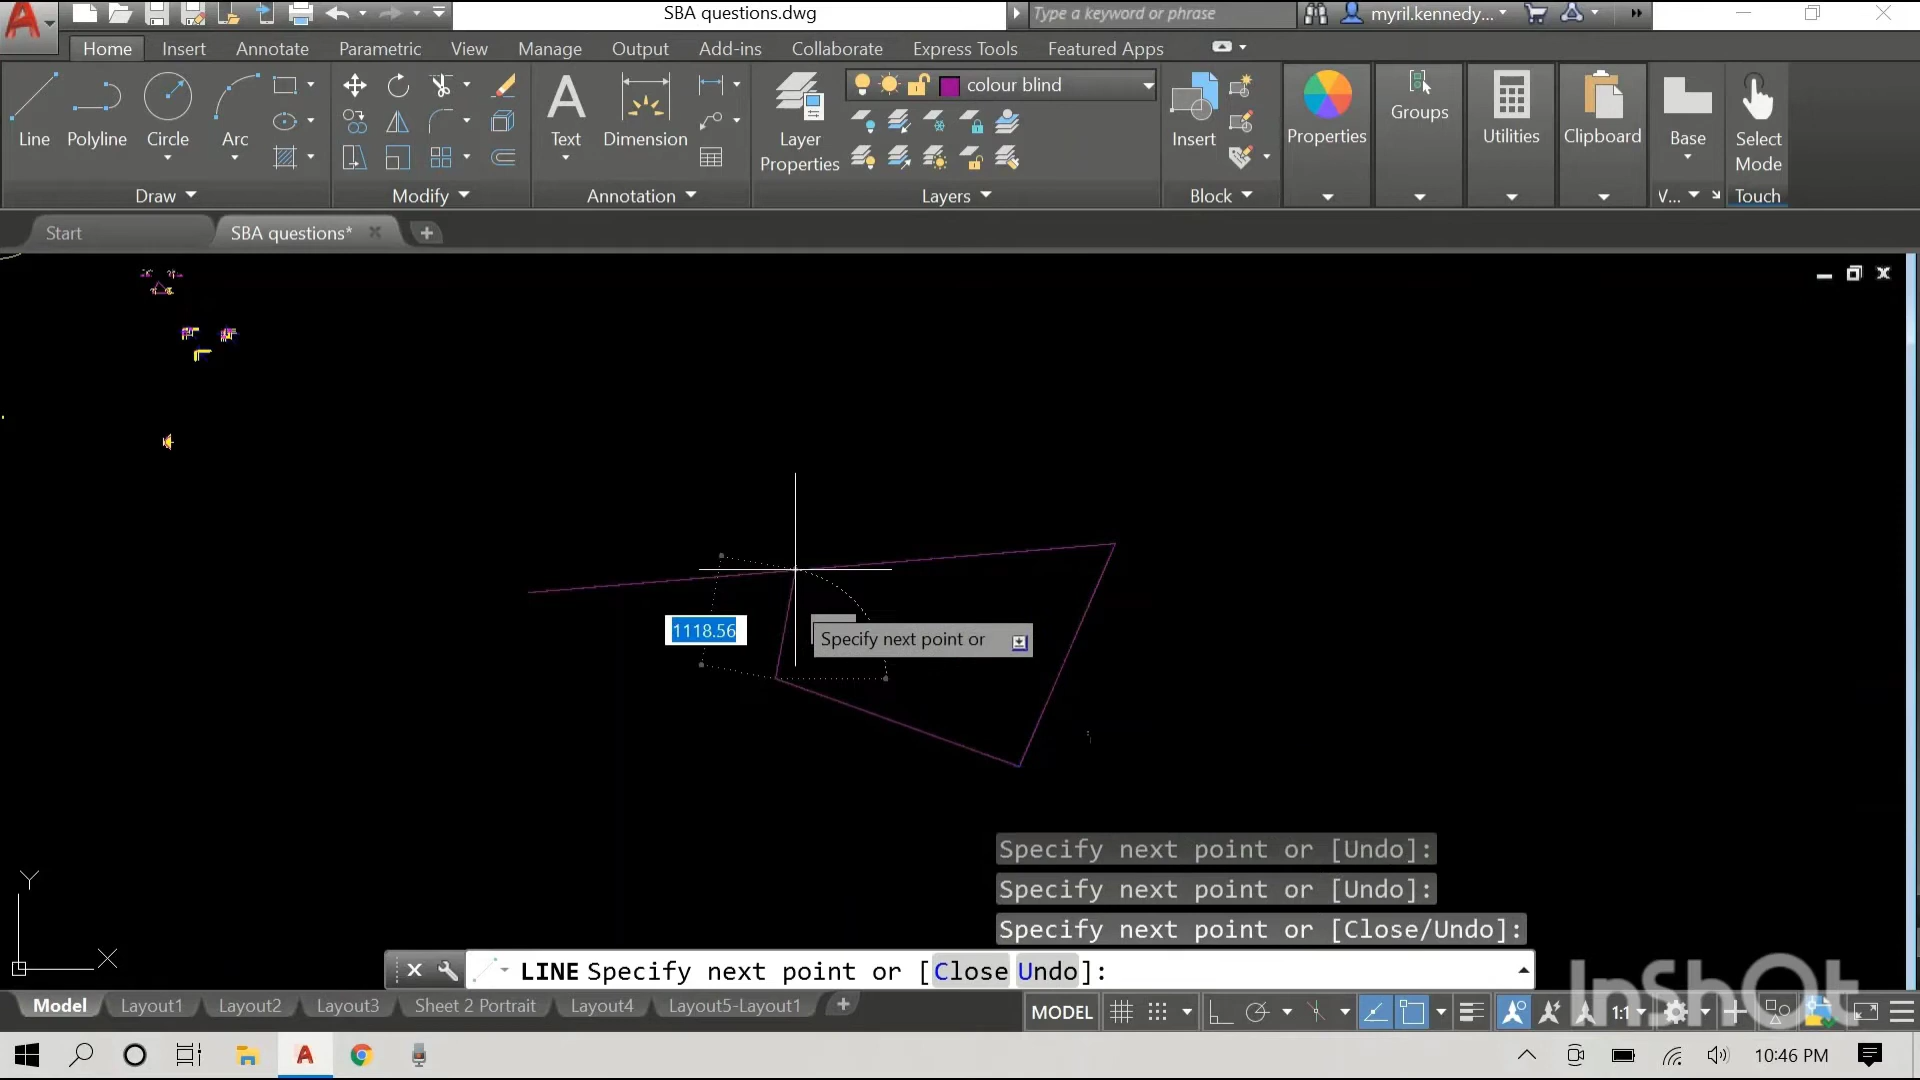 SBA questions.dwg
Type a keyword or phrase
myril.kennedy...
Home Insert Annotate Parametric View Manage Output Add-ins Collaborate Express Tools Featured Apps
Line Polyline Circle Arc
Text Dimension
Layer Properties
colour blind
Insert
Properties
Groups
Utilities
Clipboard
Base
Select Mode
Draw Modify Annotation Layers Block V... Touch
Start SBA questions*
1118.56
Specify next point or
Specify next point or [Undo]:
Specify next point or [Undo]:
Specify next point or [Close/Undo]:
Y
X
LINE Specify next point or [Close Undo]:
Model Layout1 Layout2 Layout3 Sheet 2 Portrait Layout4 Layout5-Layout1
MODEL
1:1
InShOt
10:46 PM